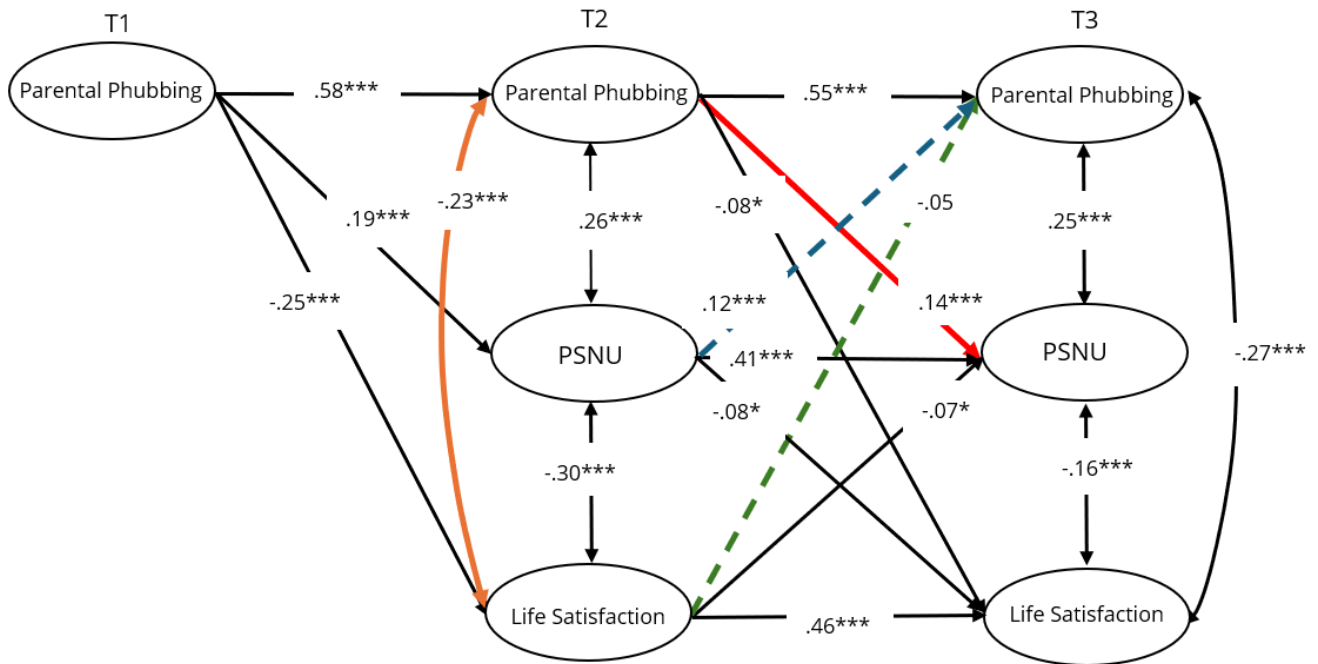 T1
T2
T3
Parental Phubbing
.58***
Parental Phubbing
.55***
Parental Phubbing
.19***
-.23***
.26***
-.08*
-.05
.25***
-.25***
.12***
.14***
PSNU
.41***
PSNU
-.27***
-.08*
-.07*
-.30***
-.16***
Life Satisfaction
.46***
Life Satisfaction